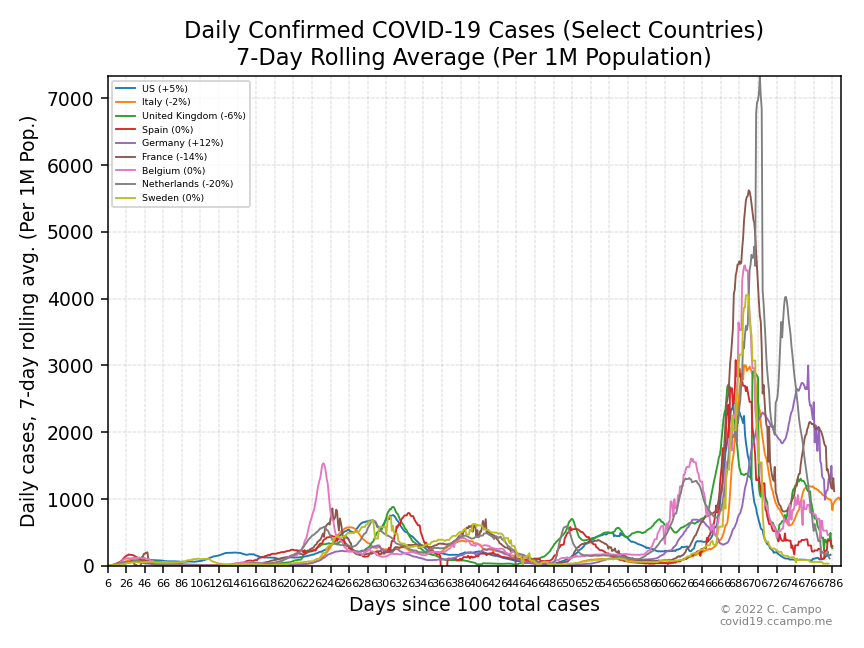 Daily Confirmed COVID-19 Cases (Select Countries)
7-Day Rolling Average (Per 1M Population)
Daily cases, 7-day rolling avg. (Per 1M Pop.)
7000
6000
5000
4000
3000
2000
1000
0
US (+5%)
Italy (-2%)
United Kingdom (-6%)
Spain (0%)
Germany (+12%)
France (-14%)
Belgium (0%)
Netherlands (-20%)
Sweden (0%)
6 26 46 66 86 106 126 146 166 186 206 226 246 266 286 306 326 346 366 386 406 426 446 466 486 506 526 546 566 586 606 626 646 666 686 706 726 746 766 786
Days since 100 total cases
© 2022 C. Campo
covid19.ccampo.me